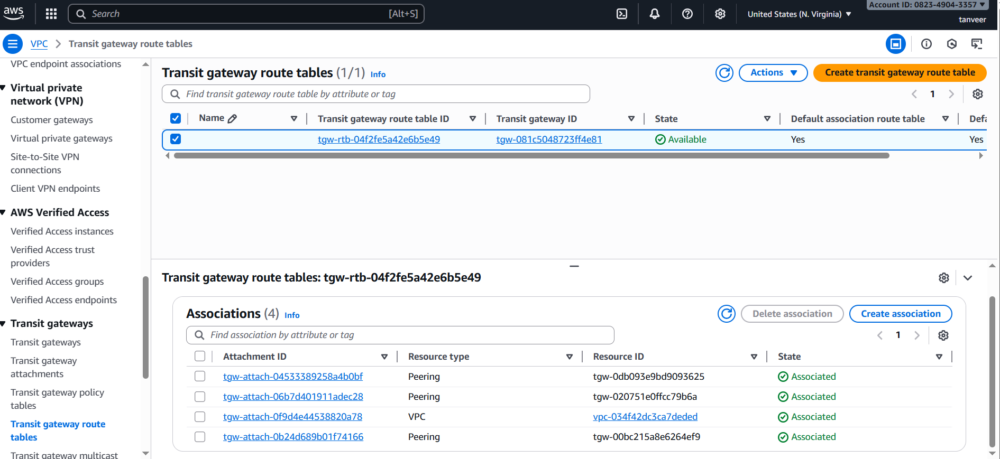 aws
Search
[Alt+S]
United States (N. Virginia)
Account ID: 0823-4904-3357
tanveer
VPC
Transit gateway route tables
VPC endpoint associations
Virtual private
network (VPN)
Customer gateways
Virtual private gateways
Site-to-Site VPN
connections
Client VPN endpoints
AWS Verified Access
Verified Access instances
Verified Access trust
providers
Verified Access groups
Verified Access endpoints
Transit gateways
Transit gateways
Transit gateway
attachments
Transit gateway policy
tables
Transit gateway route
tables
Transit gateway multicast
Transit gateway route tables (1/1) Info
Actions
Create transit gateway route table
Find transit gateway route table by attribute or tag
1
Name
Transit gateway route table ID
Transit gateway ID
State
Default association route table
Defa
tgw-rtb-04f2fe5a42e6b5e49
tgw-081c5048723ff4e81
Available
Yes
Yes
Transit gateway route tables: tgw-rtb-04f2fe5a42e6b5e49
Associations (4) Info
Delete association
Create association
Find association by attribute or tag
1
Attachment ID
Resource type
Resource ID
State
tgw-attach-04533389258a4b0bf
Peering
tgw-0db093e9bd9093625
Associated
tgw-attach-06b7d401911adec28
Peering
tgw-020751e0ffcc79b6a
Associated
tgw-attach-0f9d4e44538820a78
VPC
vpc-034f42dc3ca7deded
Associated
tgw-attach-0b24d689b01f74166
Peering
tgw-00bc215a8e6264ef9
Associated